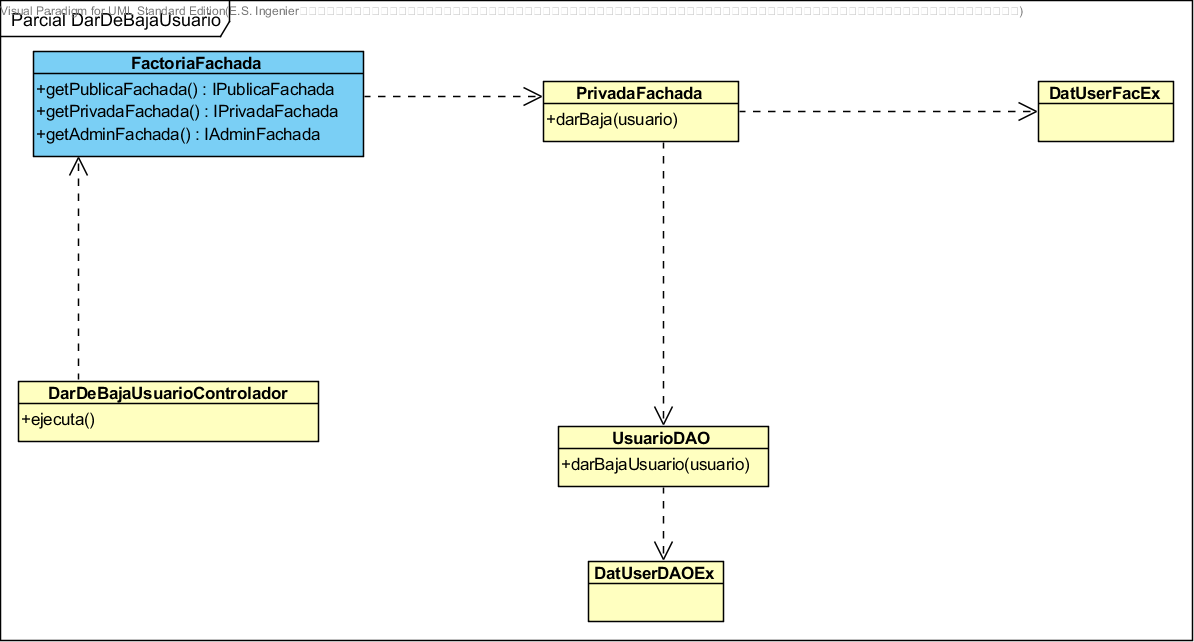 Visual Paradigm for UML Standard Edition(E.S. Ingenier
Parcial DarDeBajaUsuario
FactoriaFachada
+getPublicaFachada() : IPublicaFachada
+getPrivadaFachada() : IPrivadaFachada
+getAdminFachada() : IAdminFachada
PrivadaFachada
+darBaja(usuario)
DatUserFacEx
DarDeBajaUsuarioControlador
+ejecuta()
UsuarioDAO
+darBajaUsuario(usuario)
DatUserDAOEx